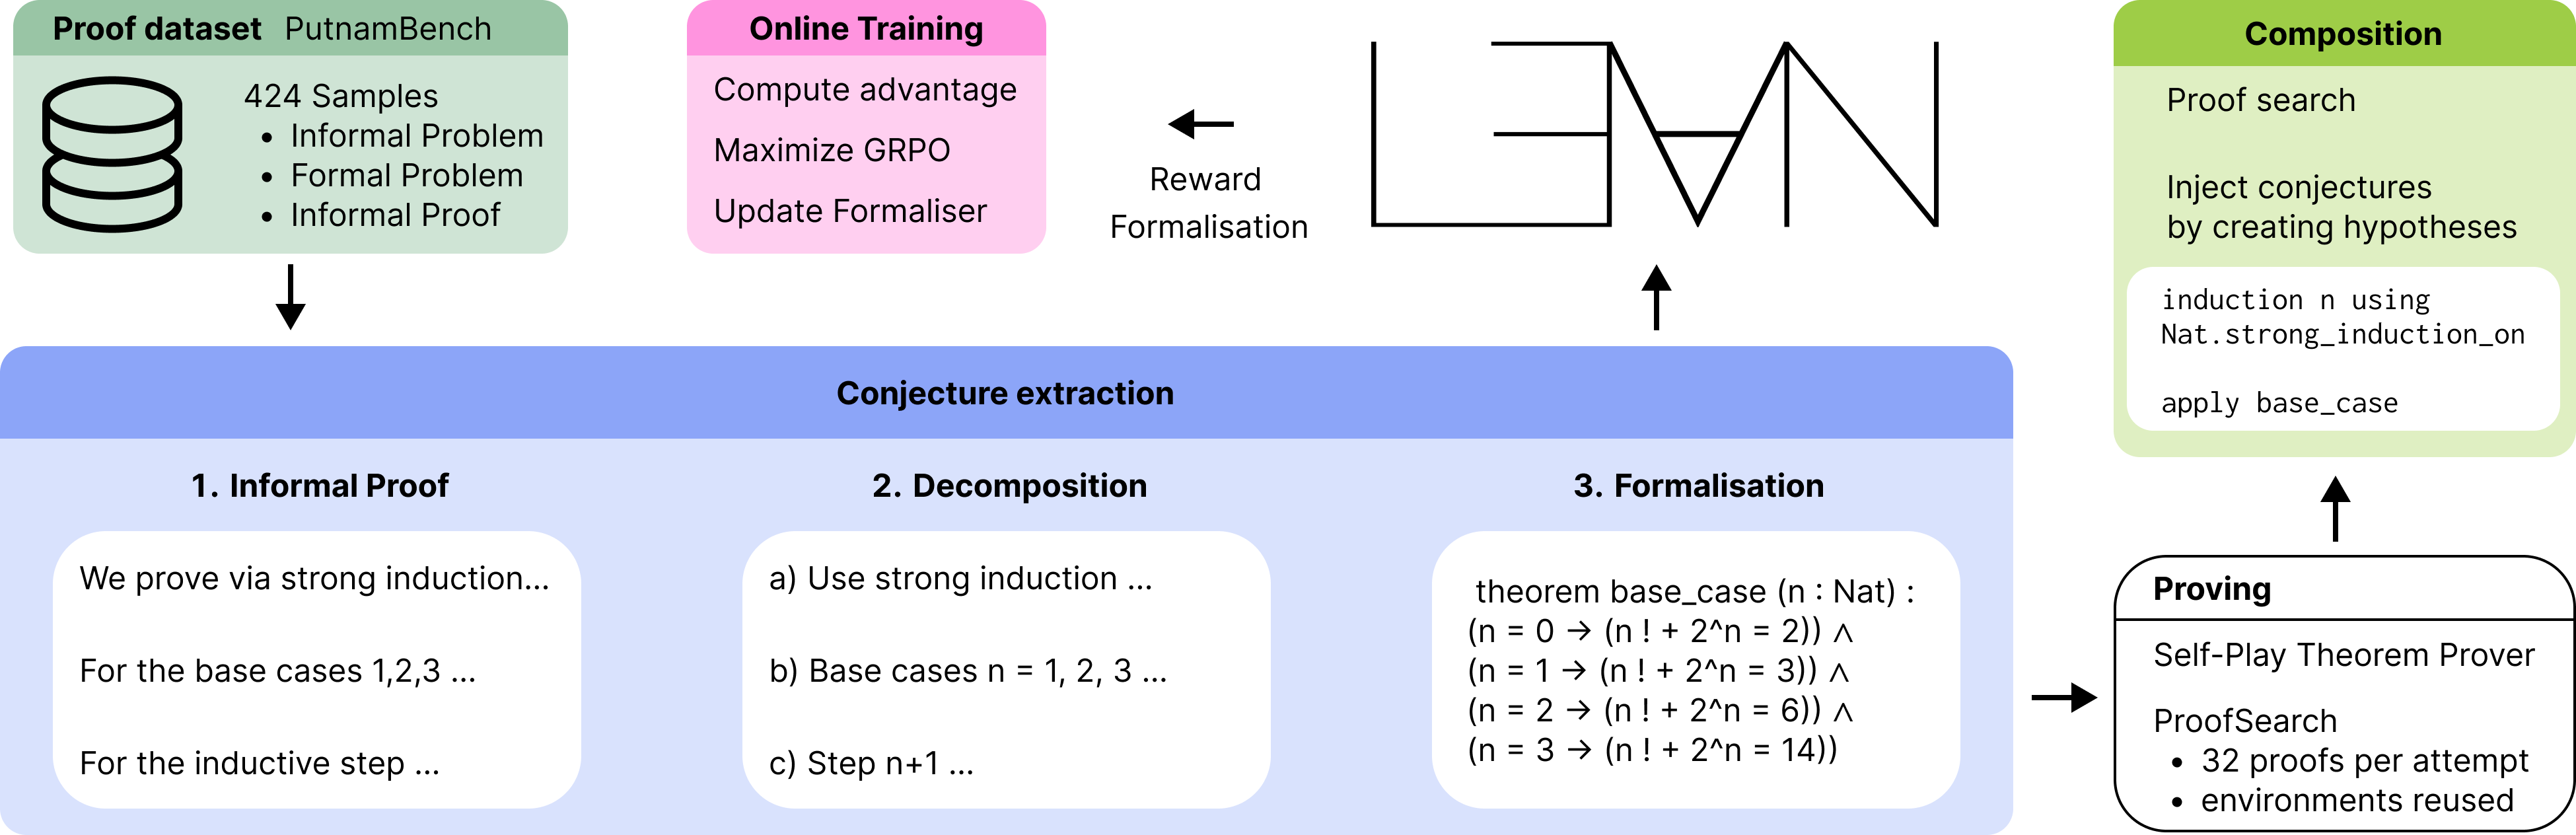 Proof dataset PutnamBench
424 Samples
• Informal Problem
• Formal Problem
• Informal Proof
Online Training
Compute advantage
Maximize GRPO
Update Formaliser
Reward
Formalisation
LEAN
Composition
Proof search
Inject conjectures
by creating hypotheses
induction n using
Nat.strong_induction_on
apply base_case
Conjecture extraction
1. Informal Proof
We prove via strong induction...
For the base cases 1,2,3 ...
For the inductive step ...
2. Decomposition
a) Use strong induction ...
b) Base cases n = 1, 2, 3 ...
c) Step n+1 ...
3. Formalisation
theorem base_case (n : Nat) :
(n = 0 → (n ! + 2^n = 2)) ∧
(n = 1 → (n ! + 2^n = 3)) ∧
(n = 2 → (n ! + 2^n = 6)) ∧
(n = 3 → (n ! + 2^n = 14))
Proving
Self-Play Theorem Prover
ProofSearch
• 32 proofs per attempt
• environments reused